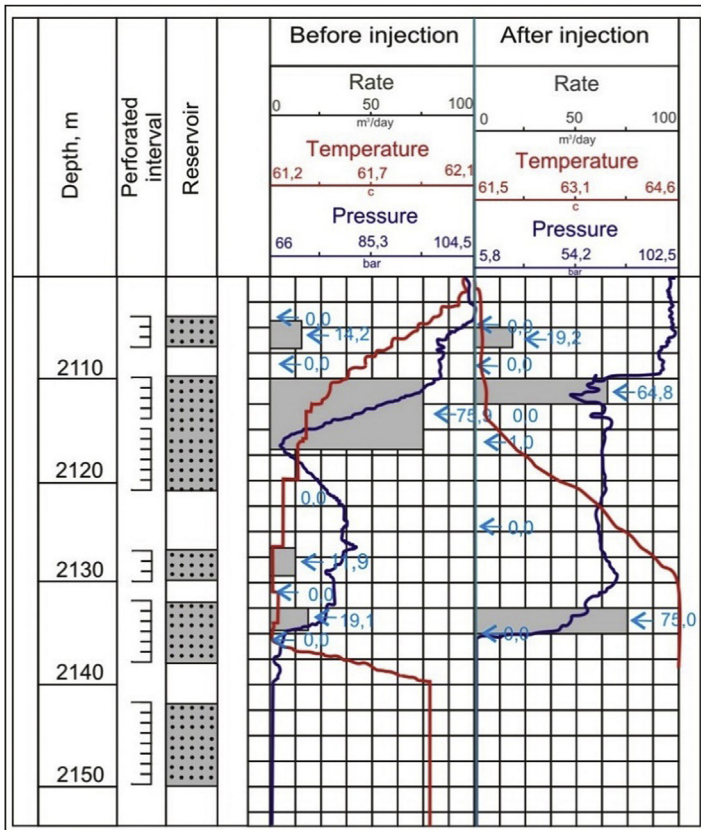 Before injection
After injection
Depth, m
Perforated
interval
Reservoir
Rate
0 50 100
m³/day
Temperature
61,2 61,7 62,1
c
Pressure
66 85,3 104,5
bar
Rate
0 50 100
m³/day
Temperature
61,5 63,1 64,6
c
Pressure
5,8 54,2 102,5
bar
2110
2120
2130
2140
2150
0,0
14,2
0,0
75,9
0,0
11,9
0,0
19,1
0,0
0,0
19,2
0,0
64,8
0,0
1,0
0,0
75,0
0,0